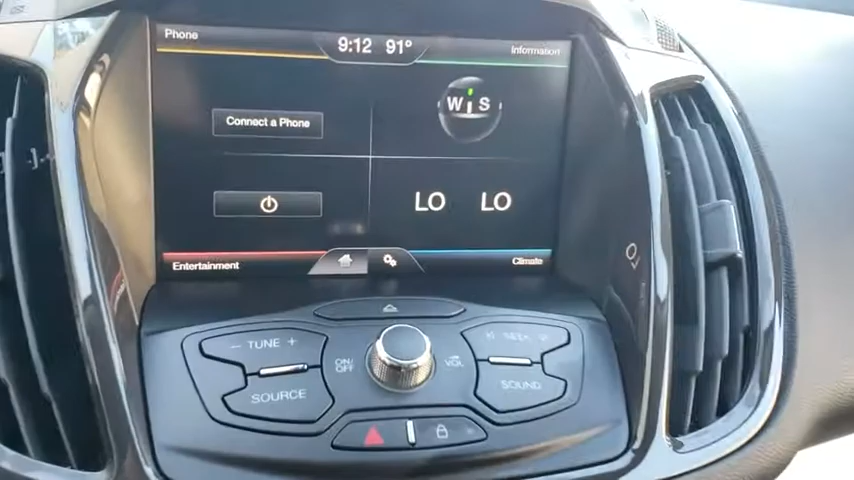 Phone
9:12 91°
Information
Connect a Phone
W S
LO LO
Entertainment
Climate
− TUNE +
SOURCE
ON/
OFF
VOL
SEEK
SOUND